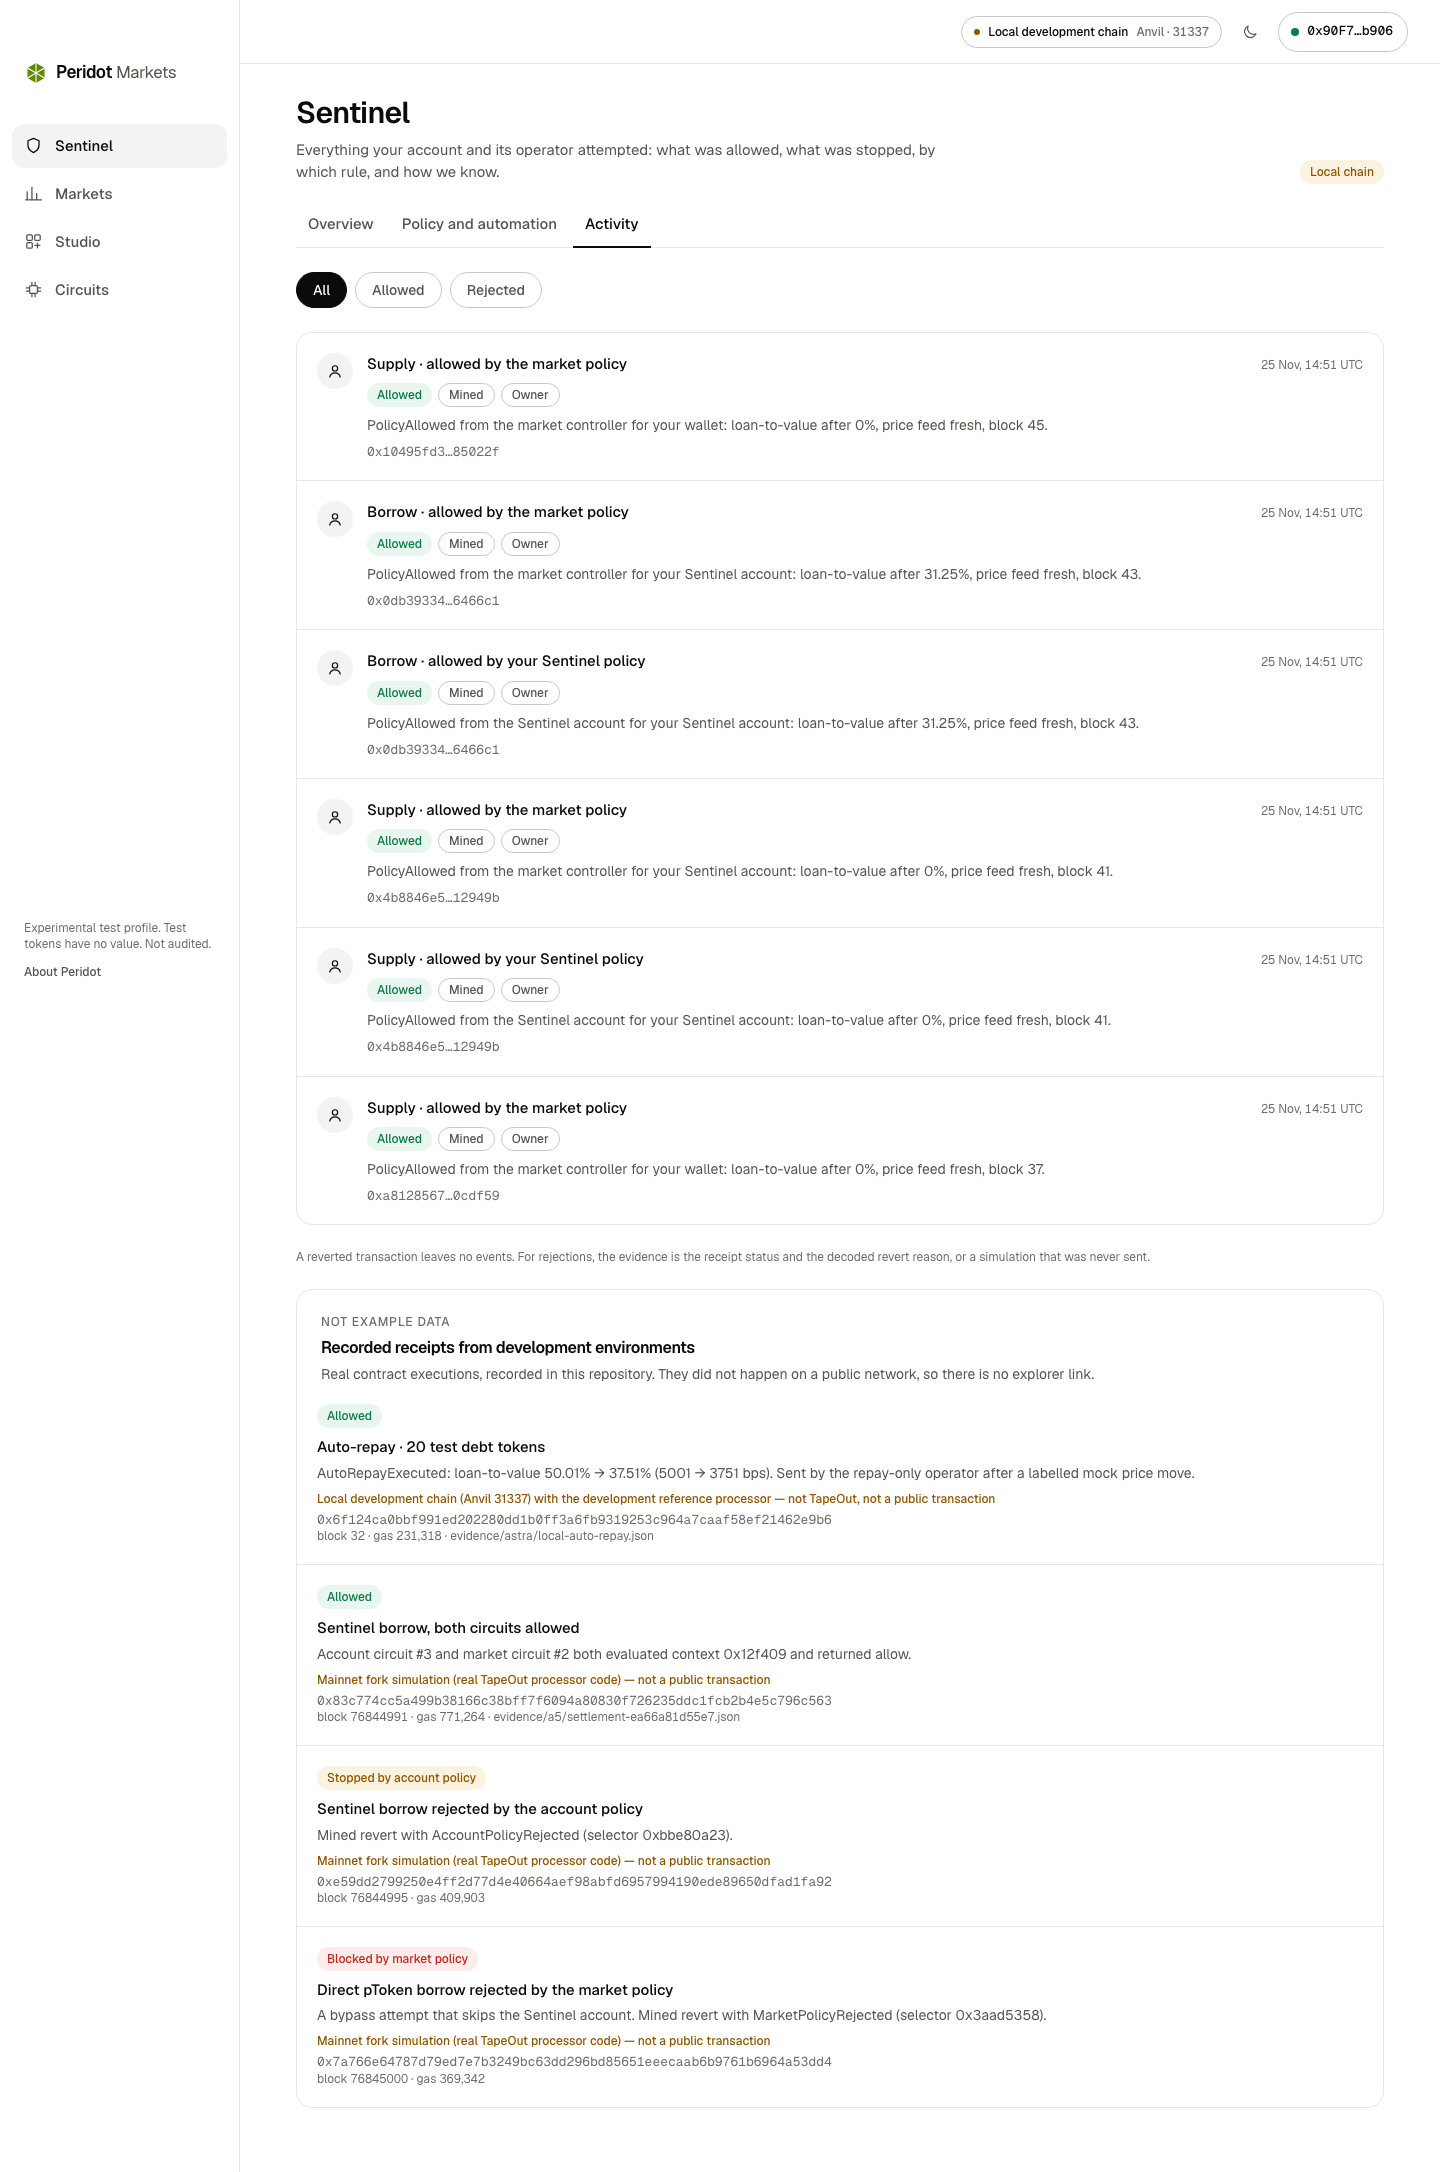 Peridot Markets
Sentinel
Markets
Studio
Circuits
Experimental test profile. Test
tokens have no value. Not audited.
About Peridot
Local development chain Anvil · 31337
0x90F7…b906
Sentinel
Everything your account and its operator attempted: what was allowed, what was stopped, by
which rule, and how we know.
Local chain
Overview Policy and automation Activity
All Allowed Rejected
Supply · allowed by the market policy 25 Nov, 14:51 UTC
Allowed Mined Owner
PolicyAllowed from the market controller for your wallet: loan-to-value after 0%, price feed fresh, block 45.
0x10495fd3…85022f
Borrow · allowed by the market policy 25 Nov, 14:51 UTC
Allowed Mined Owner
PolicyAllowed from the market controller for your Sentinel account: loan-to-value after 31.25%, price feed fresh, block 43.
0x0db39334…6466c1
Borrow · allowed by your Sentinel policy 25 Nov, 14:51 UTC
Allowed Mined Owner
PolicyAllowed from the Sentinel account for your Sentinel account: loan-to-value after 31.25%, price feed fresh, block 43.
0x0db39334…6466c1
Supply · allowed by the market policy 25 Nov, 14:51 UTC
Allowed Mined Owner
PolicyAllowed from the market controller for your Sentinel account: loan-to-value after 0%, price feed fresh, block 41.
0x4b8846e5…12949b
Supply · allowed by your Sentinel policy 25 Nov, 14:51 UTC
Allowed Mined Owner
PolicyAllowed from the Sentinel account for your Sentinel account: loan-to-value after 0%, price feed fresh, block 41.
0x4b8846e5…12949b
Supply · allowed by the market policy 25 Nov, 14:51 UTC
Allowed Mined Owner
PolicyAllowed from the market controller for your wallet: loan-to-value after 0%, price feed fresh, block 37.
0xa8128567…0cdf59
A reverted transaction leaves no events. For rejections, the evidence is the receipt status and the decoded revert reason, or a simulation that was never sent.
NOT EXAMPLE DATA
Recorded receipts from development environments
Real contract executions, recorded in this repository. They did not happen on a public network, so there is no explorer link.
Allowed
Auto-repay · 20 test debt tokens
AutoRepayExecuted: loan-to-value 50.01% → 37.51% (5001 → 3751 bps). Sent by the repay-only operator after a labelled mock price move.
Local development chain (Anvil 31337) with the development reference processor — not TapeOut, not a public transaction
0x6f124ca0bbf991ed202280dd1b0ff3a6fb9319253c964a7caaf58ef21462e9b6
block 32 · gas 231,318 · evidence/astra/local-auto-repay.json
Allowed
Sentinel borrow, both circuits allowed
Account circuit #3 and market circuit #2 both evaluated context 0x12f409 and returned allow.
Mainnet fork simulation (real TapeOut processor code) — not a public transaction
0x83c774cc5a499b38166c38bff7f6094a80830f726235ddc1fcb2b4e5c796c563
block 76844991 · gas 771,264 · evidence/a5/settlement-ea66a81d55e7.json
Stopped by account policy
Sentinel borrow rejected by the account policy
Mined revert with AccountPolicyRejected (selector 0xbbe80a23).
Mainnet fork simulation (real TapeOut processor code) — not a public transaction
0xe59dd2799250e4ff2d77d4e40664aef98abfd6957994190ede89650dfad1fa92
block 76844995 · gas 409,903
Blocked by market policy
Direct pToken borrow rejected by the market policy
A bypass attempt that skips the Sentinel account. Mined revert with MarketPolicyRejected (selector 0x3aad5358).
Mainnet fork simulation (real TapeOut processor code) — not a public transaction
0x7a766e64787d79ed7e7b3249bc63dd296bd85651eeecaab6b9761b6964a53dd4
block 76845000 · gas 369,342